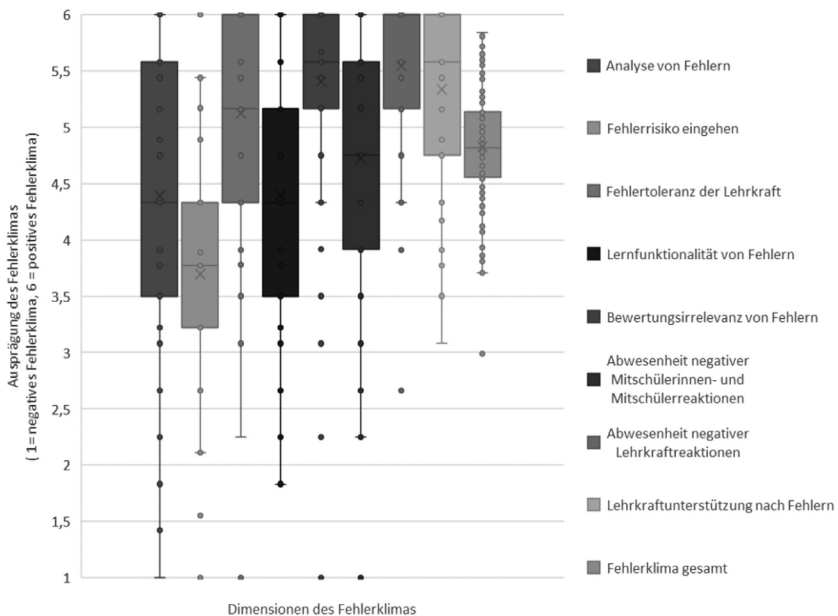 6
5,5
5
4,5
4
3,5
3
2,5
2
1,5
1
Ausprägung des Fehlerklimas
( 1= negatives Fehlerklima, 6 = positives Fehlerklima)
Dimensionen des Fehlerklimas
Analyse von Fehlern
Fehlerrisiko eingehen
Fehlertoleranz der Lehrkraft
Lernfunktionalität von Fehlern
Bewertungsirrelevanz von Fehlern
Abwesenheit negativer
Mitschülerinnen- und
Mitschülerreaktionen
Abwesenheit negativer
Lehrkraftreaktionen
Lehrkraftunterstützung nach Fehlern
Fehlerklima gesamt